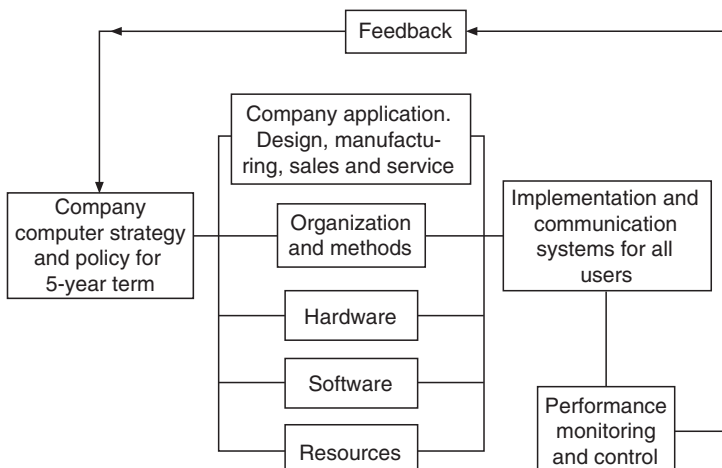 Feedback
Company application.
Design, manufactu-
ring, sales and service
Company
computer strategy
and policy for
5-year term
Organization
and methods
Implementation and
communication
systems for all
users
Hardware
Software
Resources
Performance
monitoring
and control